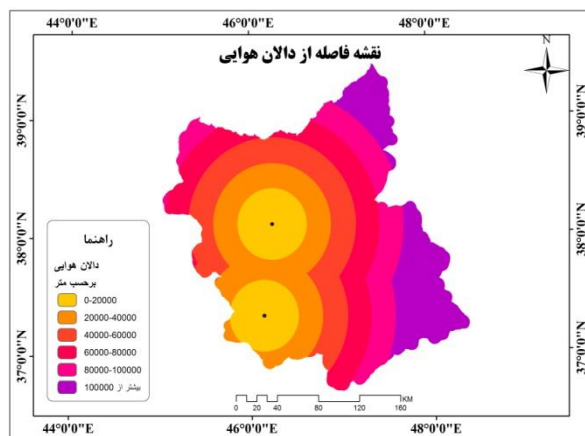 44°0'0"E 46°0'0"E 48°0'0"E
نقشه فاصله از دالان هوایی
N
39°0'0"N 39°0'0"N
38°0'0"N 38°0'0"N
37°0'0"N 37°0'0"N
راهنما
دالان هوایی
برحسب متر
0-20000
20000-40000
40000-60000
60000-80000
80000-100000
بیشتر از 100000
KM
0 20 40 80 120 160
44°0'0"E 46°0'0"E 48°0'0"E